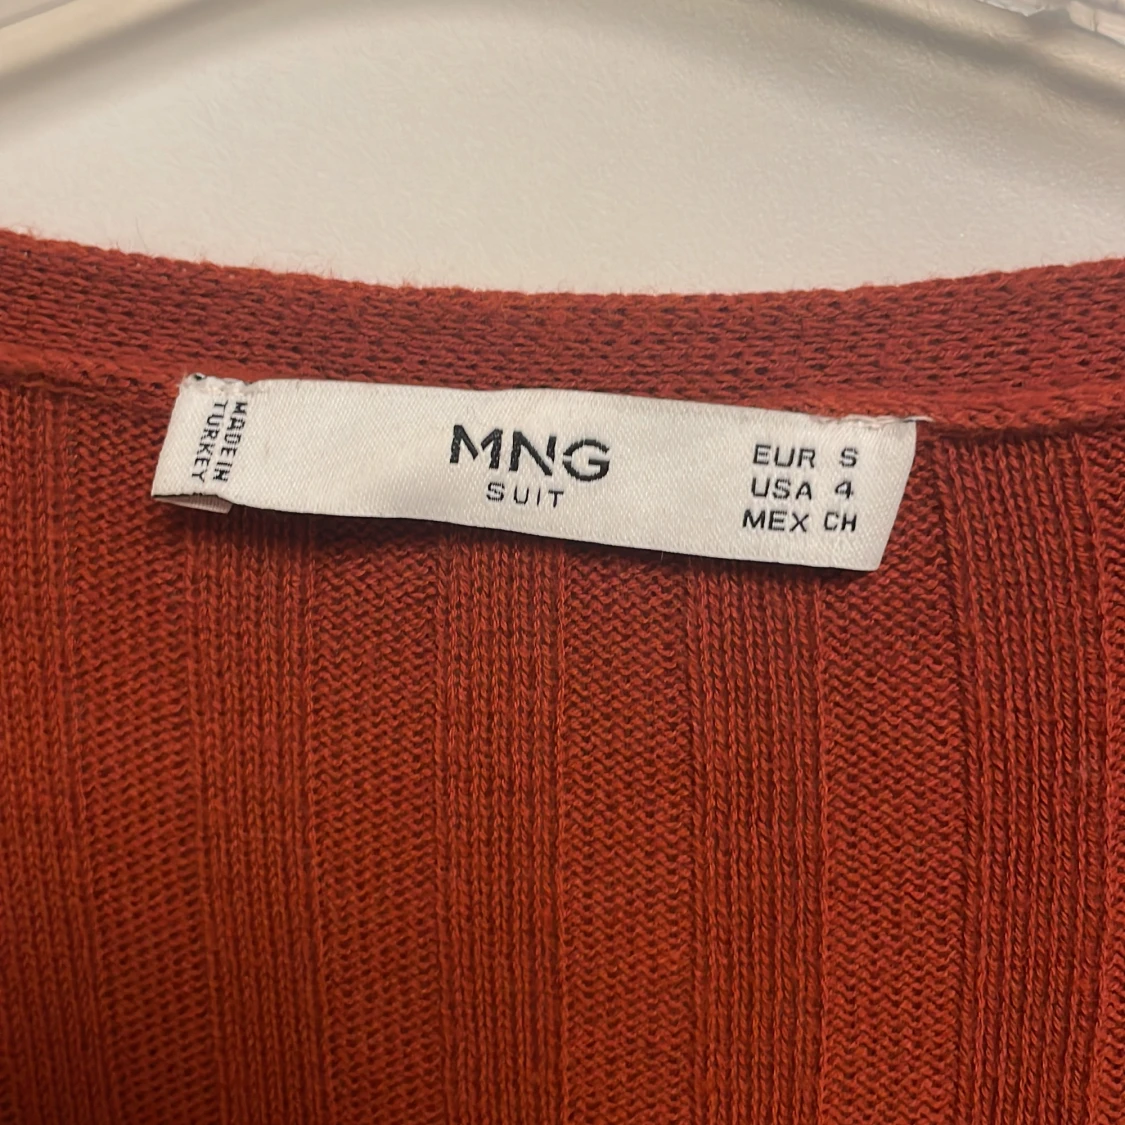 MADE IN
TURKEY
MNG
SUIT
EUR S
USA 4
MEX CH